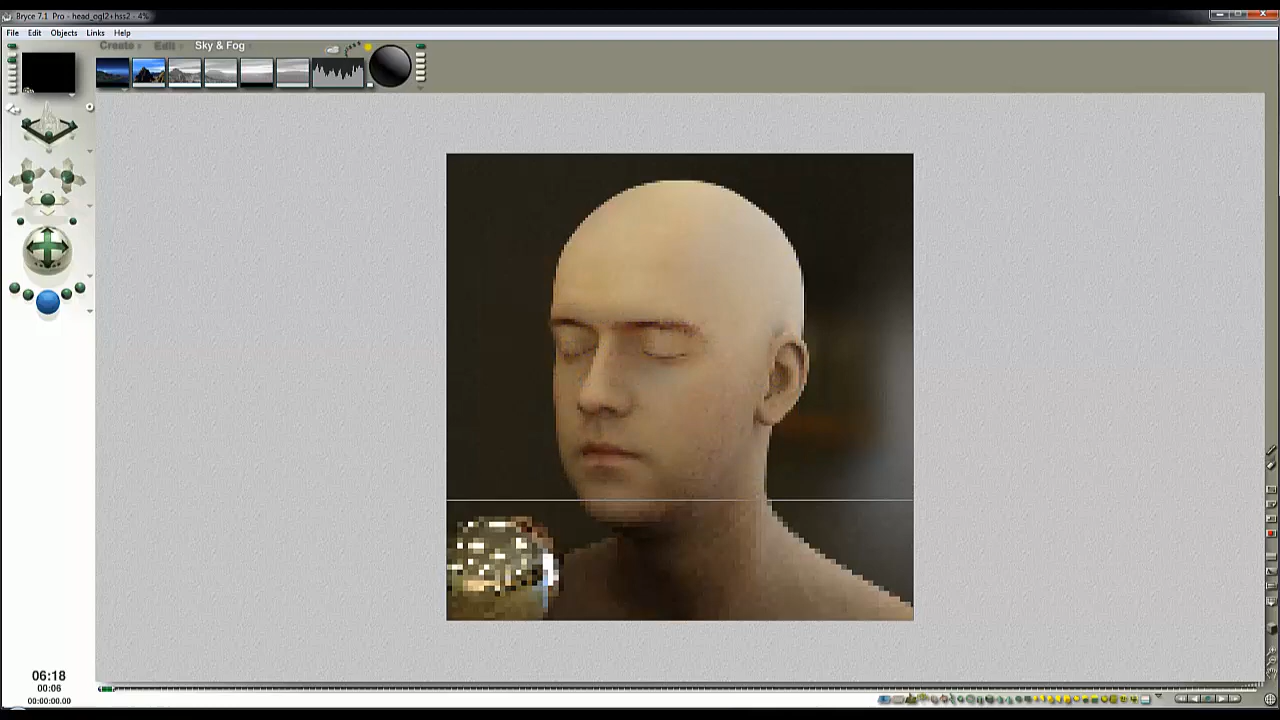 Bryce 7.1 Pro - head_ogl2+hss2 - 4%
File Edit Objects Links Help
Create Edit Sky & Fog
06:18
00:06
00:00:00.00